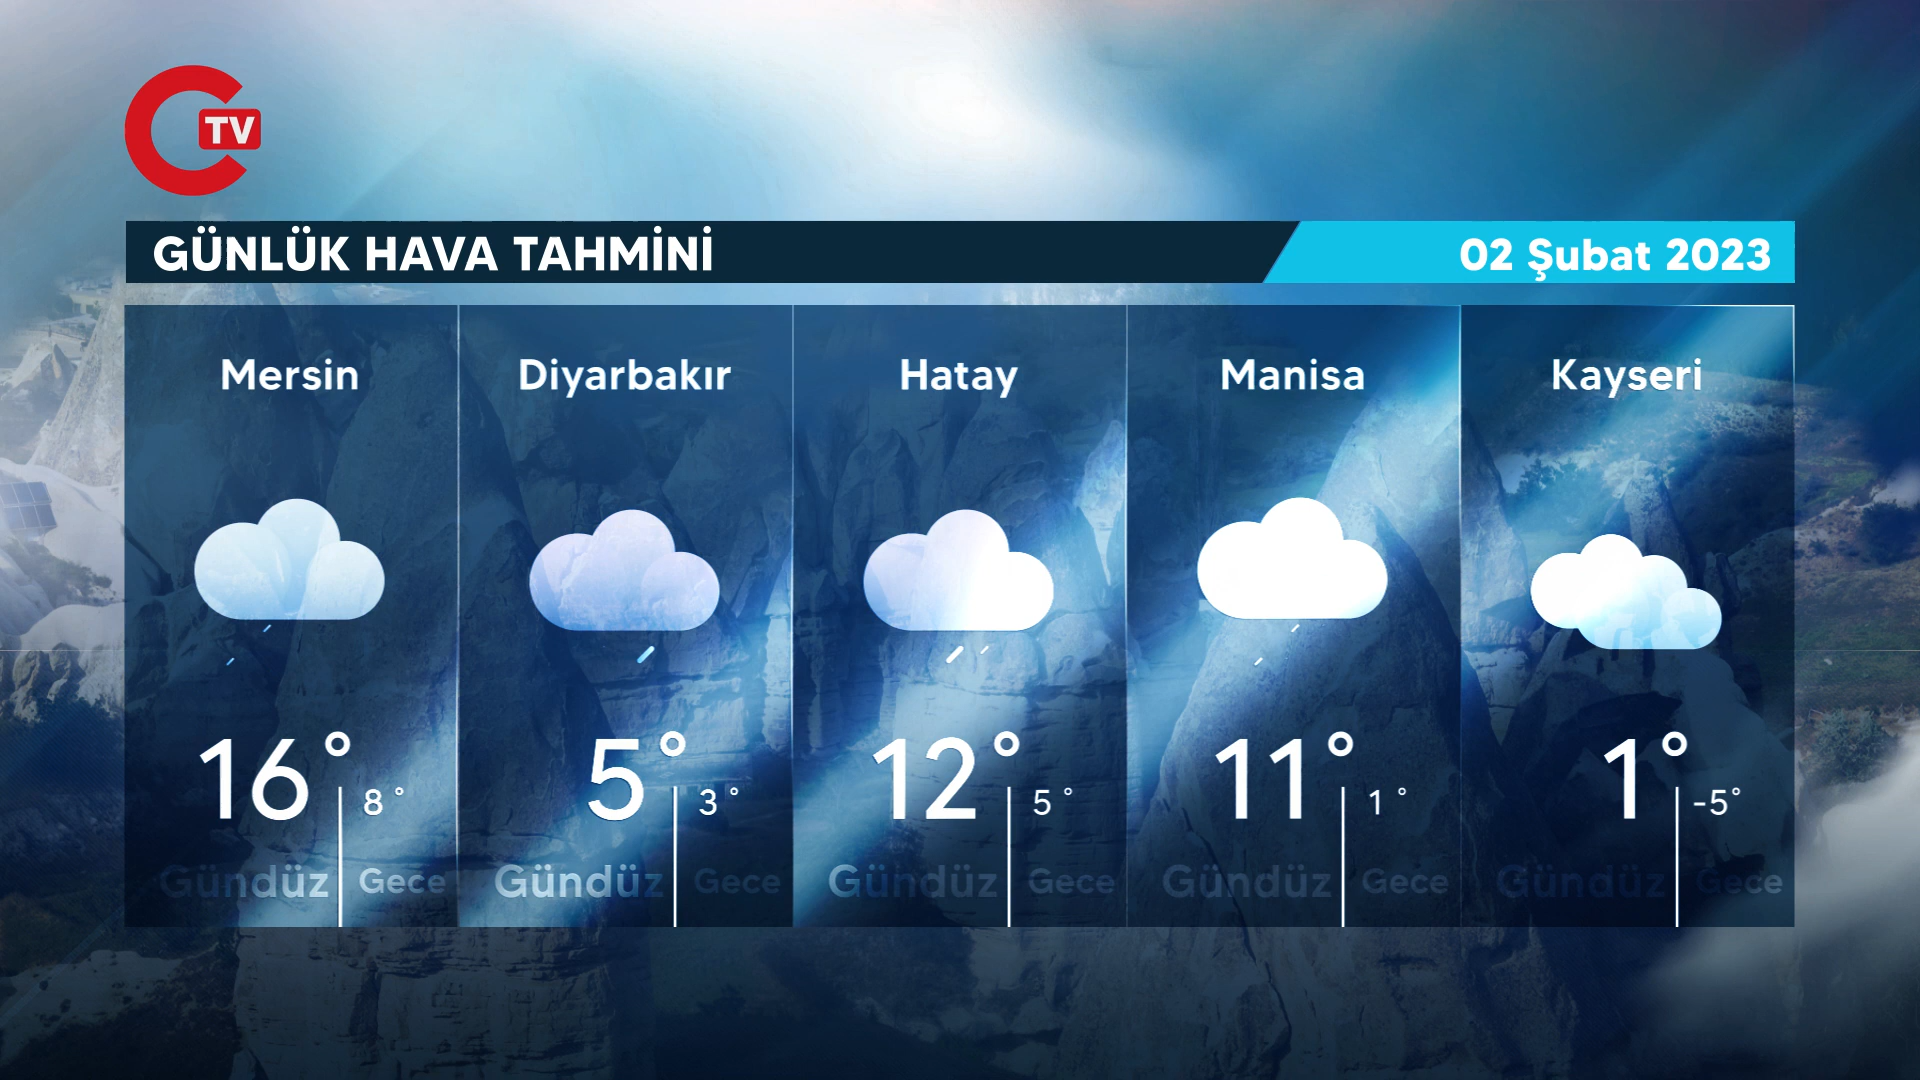 TV
GÜNLÜK HAVA TAHMİNİ
02 Şubat 2023
Mersin
16°
8°
Gündüz
Gece
Diyarbakır
5°
3°
Gündüz
Gece
Hatay
12°
5°
Gündüz
Gece
Manisa
11°
1°
Gündüz
Gece
Kayseri
1°
-5°
Gündüz
Gece